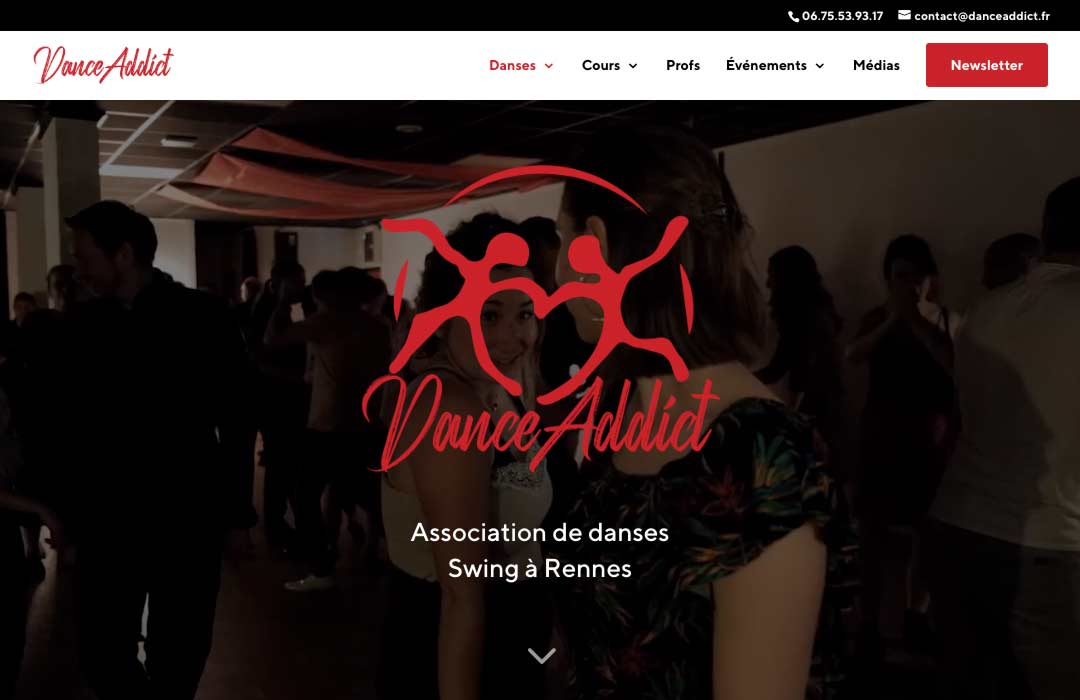 06.75.53.93.17 contact@danceaddict.fr
DanceAddict Danses Cours Profs Événements Médias Newsletter
DanceAddict
Association de danses
Swing à Rennes